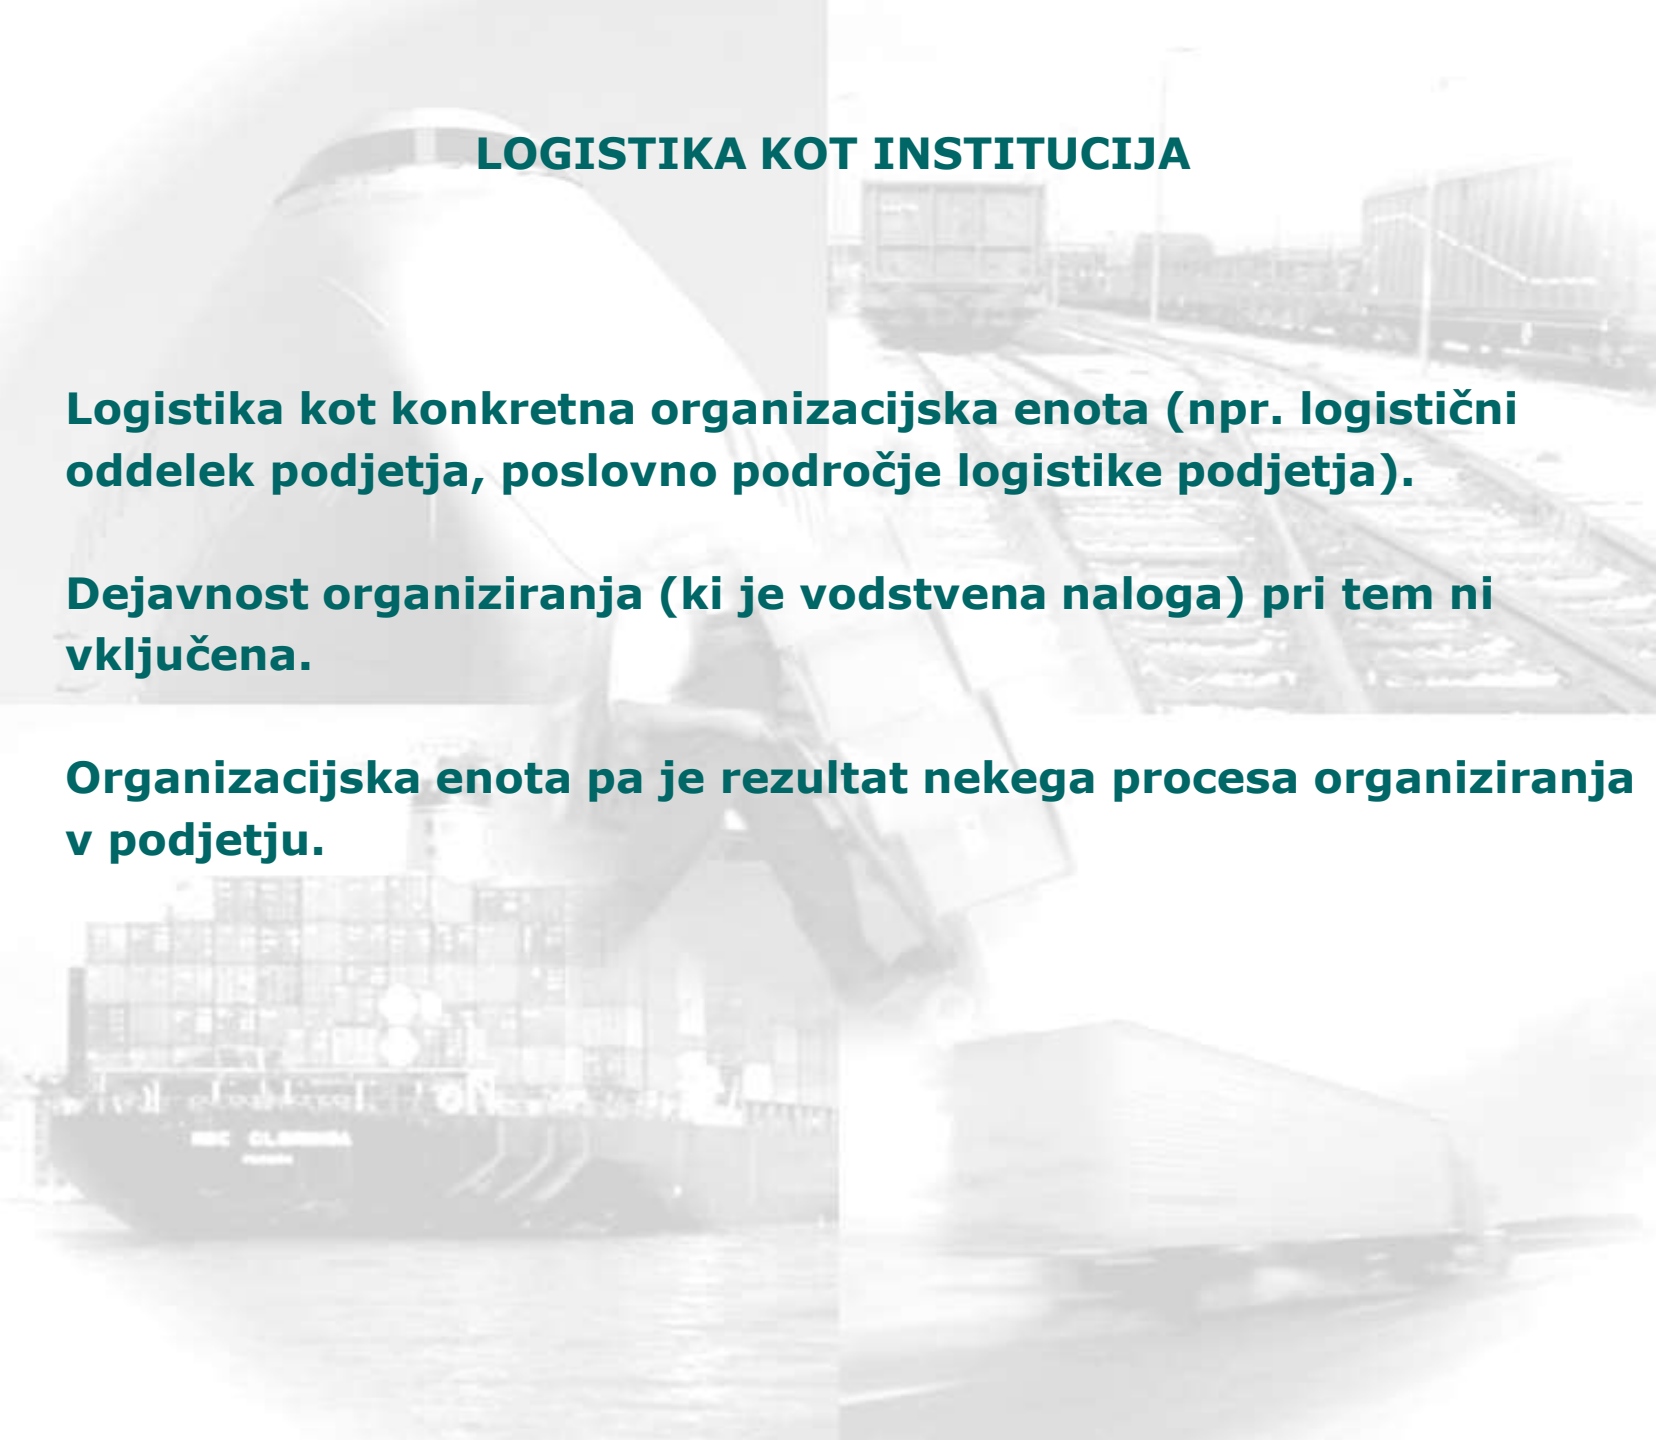 LOGISTIKA KOT INSTITUCIJA
Logistika kot konkretna organizacijska enota (npr. logistični
oddelek podjetja, poslovno področje logistike podjetja).
Dejavnost organiziranja (ki je vodstvena naloga) pri tem ni
vključena.
Organizacijska enota pa je rezultat nekega procesa organiziranja
v podjetju.